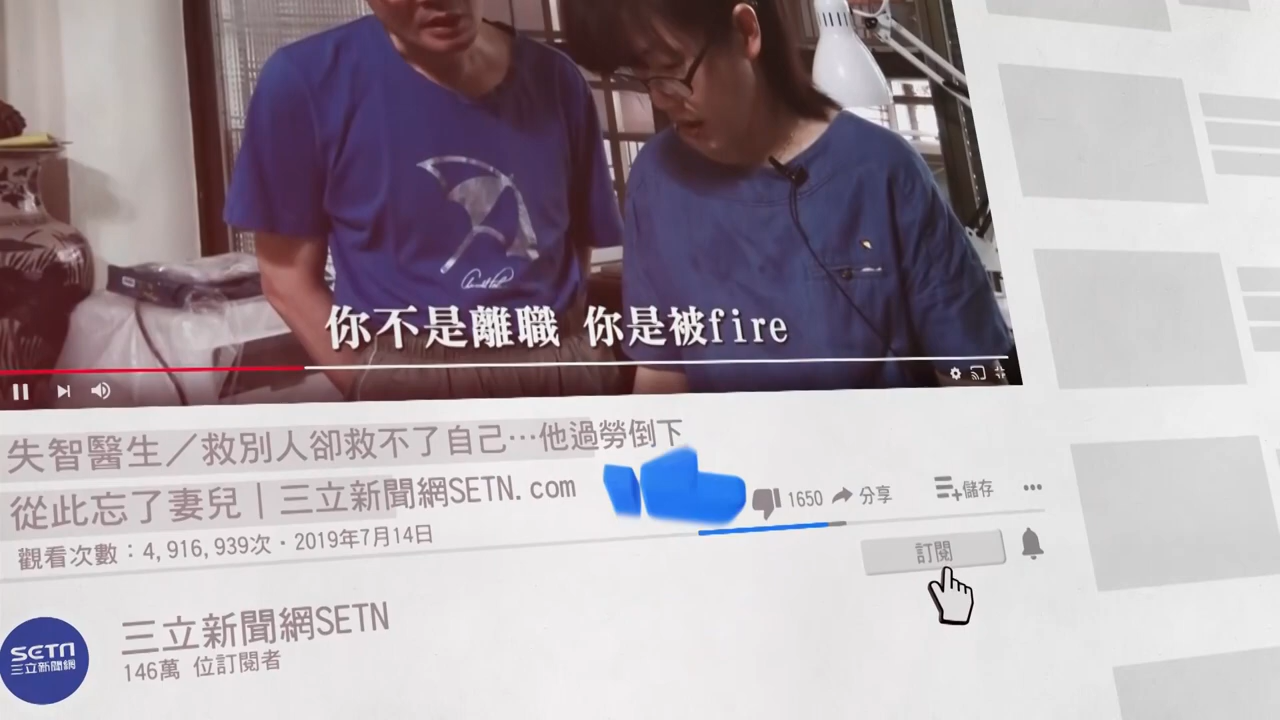 你不是離職 你是被fire
失智醫生／救別人卻救不了自己…他過勞倒下
從此忘了妻兒｜三立新聞網SETN.com
1650 分享 儲存
觀看次數：4,916,939次・2019年7月14日
訂閱
SETN
三立新聞網
三立新聞網SETN
146萬 位訂閱者